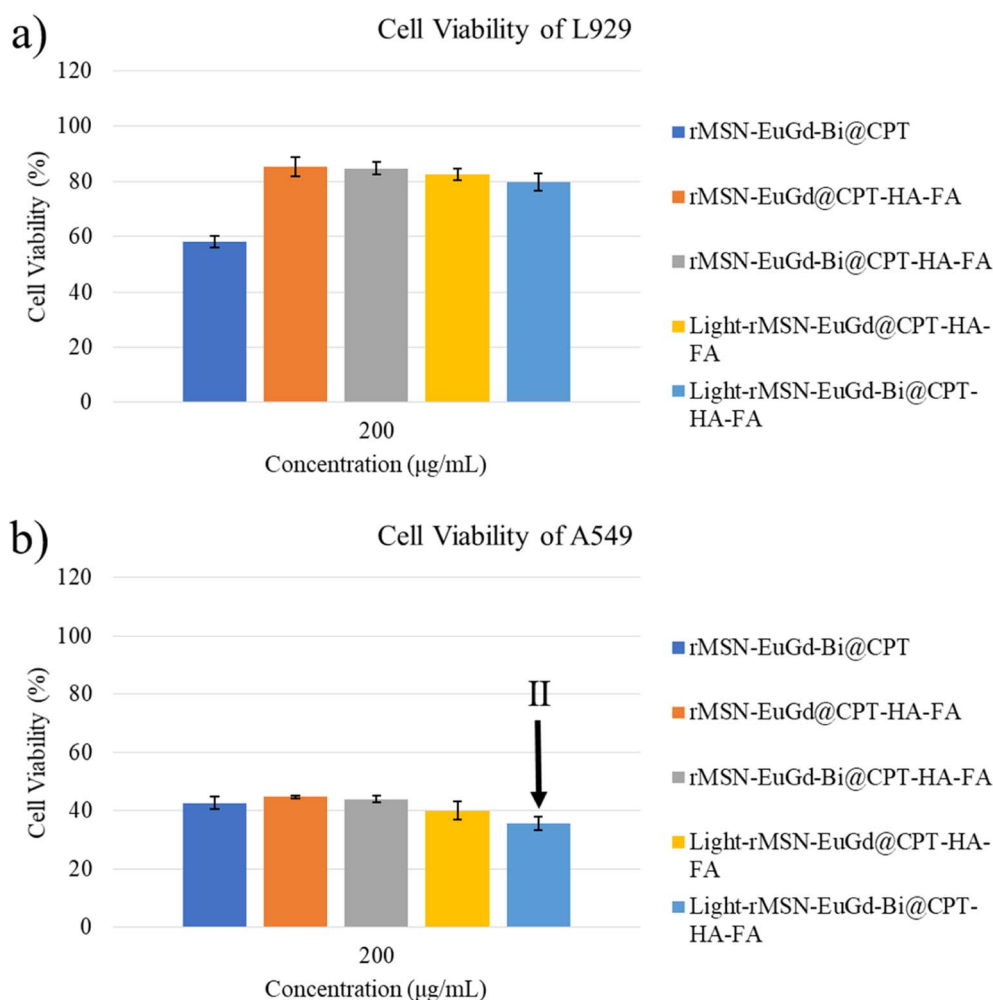 a)
Cell Viability of L929
Cell Viability (%)
120
100
80
60
40
20
0
200
Concentration (μg/mL)
rMSN-EuGd-Bi@CPT
rMSN-EuGd@CPT-HA-FA
rMSN-EuGd-Bi@CPT-HA-FA
Light-rMSN-EuGd@CPT-HA-
FA
Light-rMSN-EuGd-Bi@CPT-
HA-FA
b)
Cell Viability of A549
Cell Viability (%)
120
100
80
60
40
20
0
II
200
Concentration (μg/mL)
rMSN-EuGd-Bi@CPT
rMSN-EuGd@CPT-HA-FA
rMSN-EuGd-Bi@CPT-HA-FA
Light-rMSN-EuGd@CPT-HA-
FA
Light-rMSN-EuGd-Bi@CPT-
HA-FA